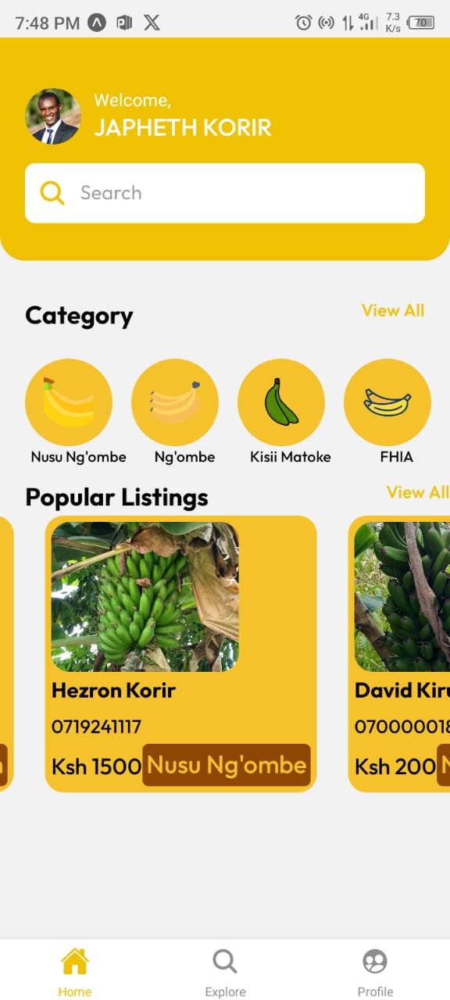 7:48 PM
4G
7.3
K/s
70
Welcome,
JAPHETH KORIR
Search
Category
View All
Nusu Ng'ombe
Ng'ombe
Kisii Matoke
FHIA
Popular Listings
View All
Hezron Korir
0719241117
Ksh 1500 Nusu Ng'ombe
David Kiru
070000018
Ksh 200 N
Home
Explore
Profile